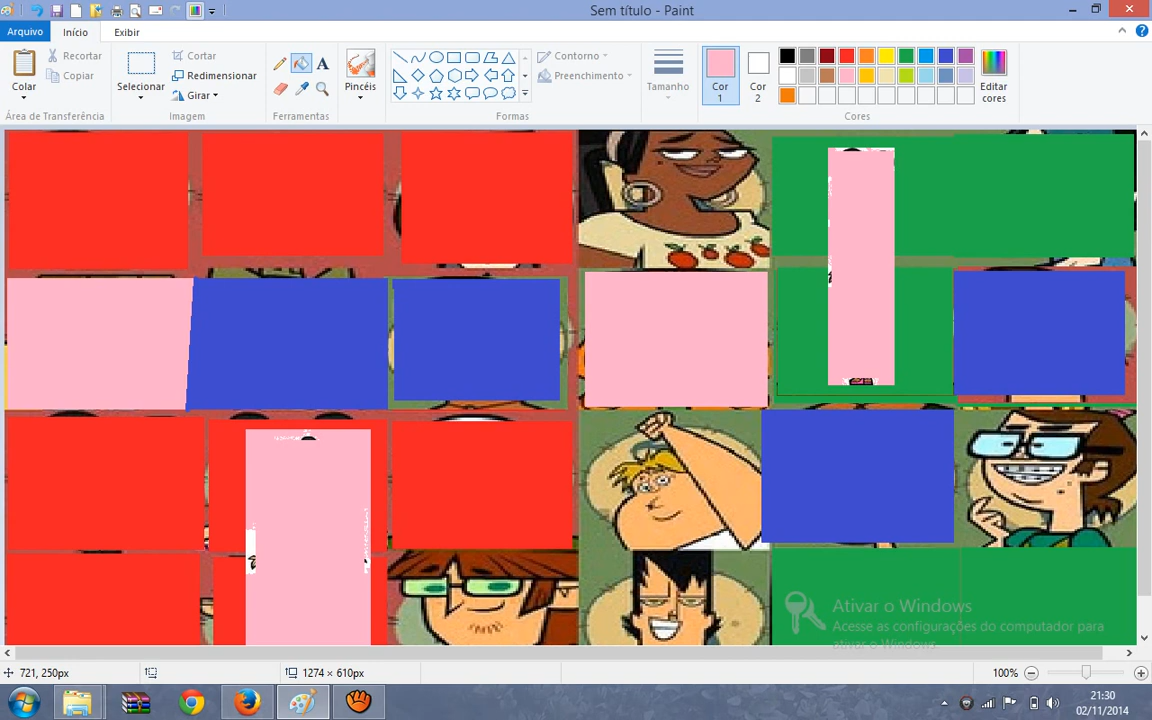 Sem título - Paint
Arquivo Início Exibir
Colar
Recortar
Copiar
Área de Transferência
Selecionar
Cortar
Redimensionar
Girar
Imagem
A
Ferramentas
Pincéis
Contorno
Preenchimento
Formas
Tamanho
Cor
1
Cor
2
Editar
cores
Cores
Ativar o Windows
Acesse as configurações do computador para
ativar o Windows.
721, 250px 1274 × 610px 100%
21:30
02/11/2014